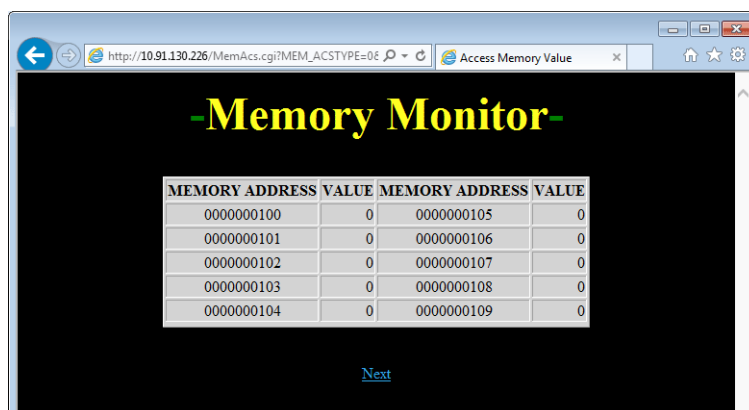 http://10.91.130.226/MemAcs.cgi?MEM_ACSTYPE=0& Access Memory Value
-Memory Monitor-
MEMORY ADDRESS VALUE MEMORY ADDRESS VALUE
0000000100 0 0000000105 0
0000000101 0 0000000106 0
0000000102 0 0000000107 0
0000000103 0 0000000108 0
0000000104 0 0000000109 0
Next